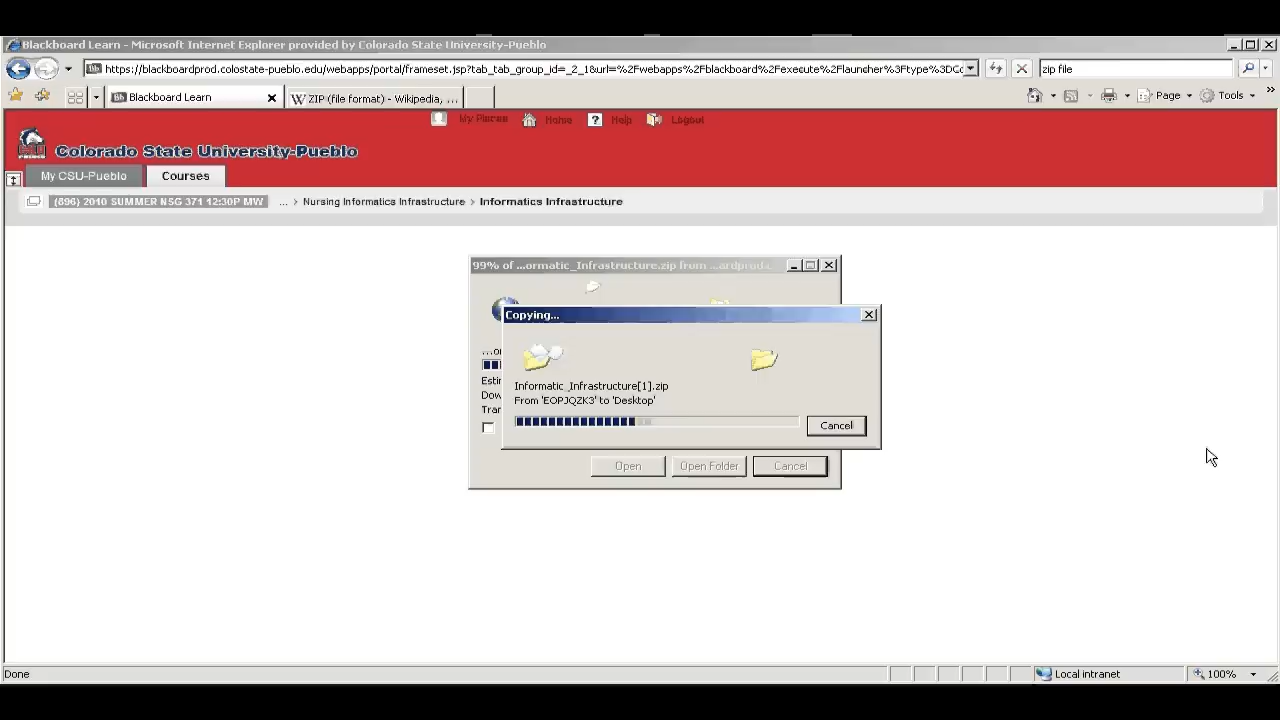 Blackboard Learn - Microsoft Internet Explorer provided by Colorado State University-Pueblo
https://blackboardprod.colostate-pueblo.edu/webapps/portal/frameset.jsp?tab_tab_group_id=_2_1&url=%2Fwebapps%2Fblackboard%2Fexecute%2Flauncher%3Ftype%3DCo
zip file
Blackboard Learn
ZIP (file format) - Wikipedia, ...
Page
Tools
My Places
Home
Help
Logout
Colorado State University-Pueblo
My CSU-Pueblo
Courses
(896) 2010 SUMMER NSG 371 12:30P MW
... > Nursing Informatics Infrastructure > Informatics Infrastructure
99% of ...ormatic_Infrastructure.zip from ...ardprod.c
Copying...
Informatic_Infrastructure[1].zip
From 'EOPJQZK3' to 'Desktop'
Cancel
Open
Open Folder
Cancel
Done
Local intranet
100%